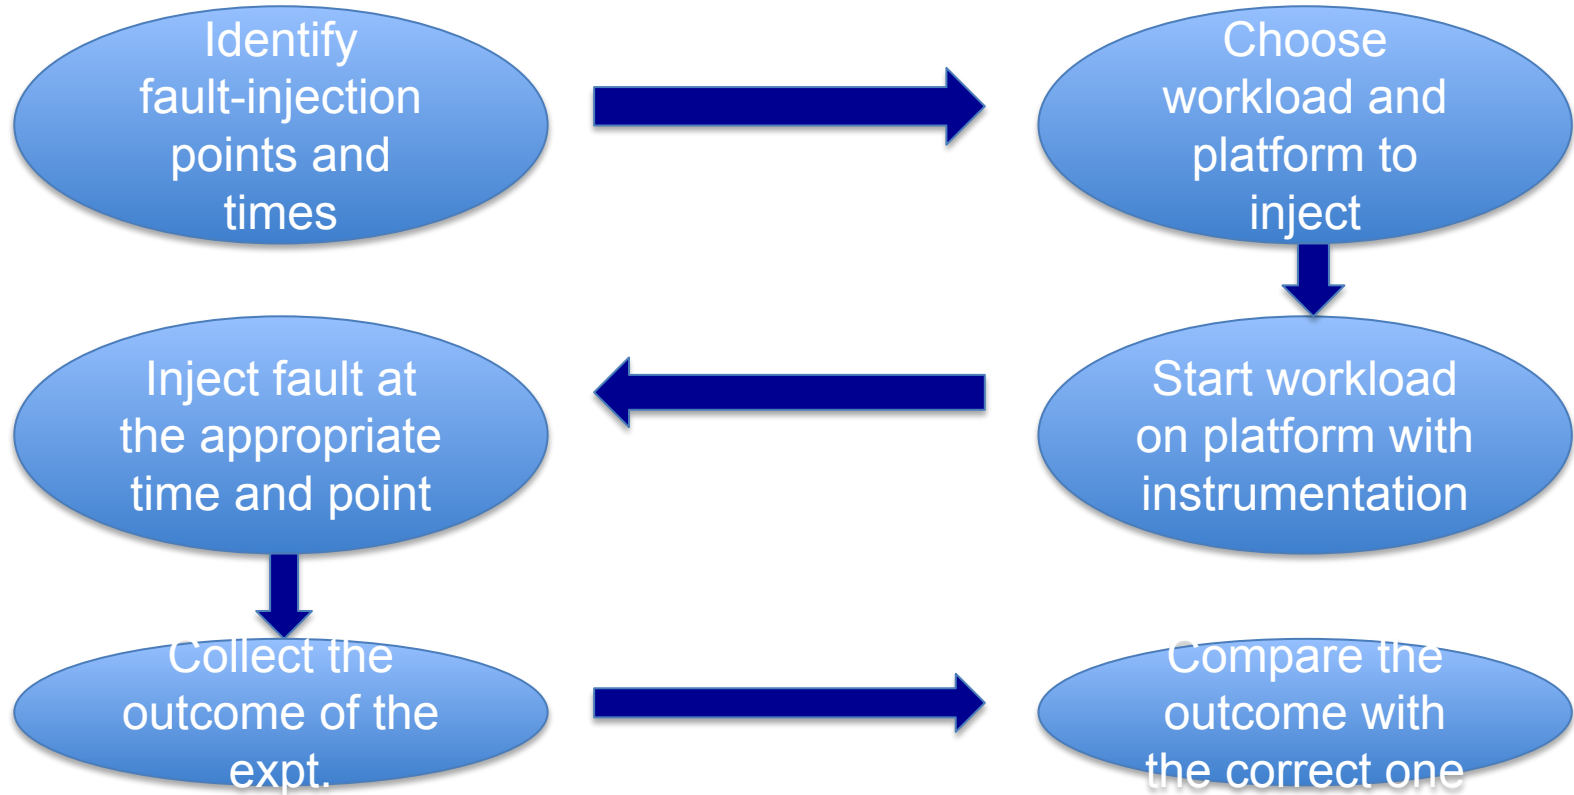 Identify
fault-injection
points and
times
Choose
workload and
platform to
inject
Start workload
on platform with
instrumentation
Inject fault at
the appropriate
time and point
Collect the
outcome of the
expt.
Compare the
outcome with
the correct one